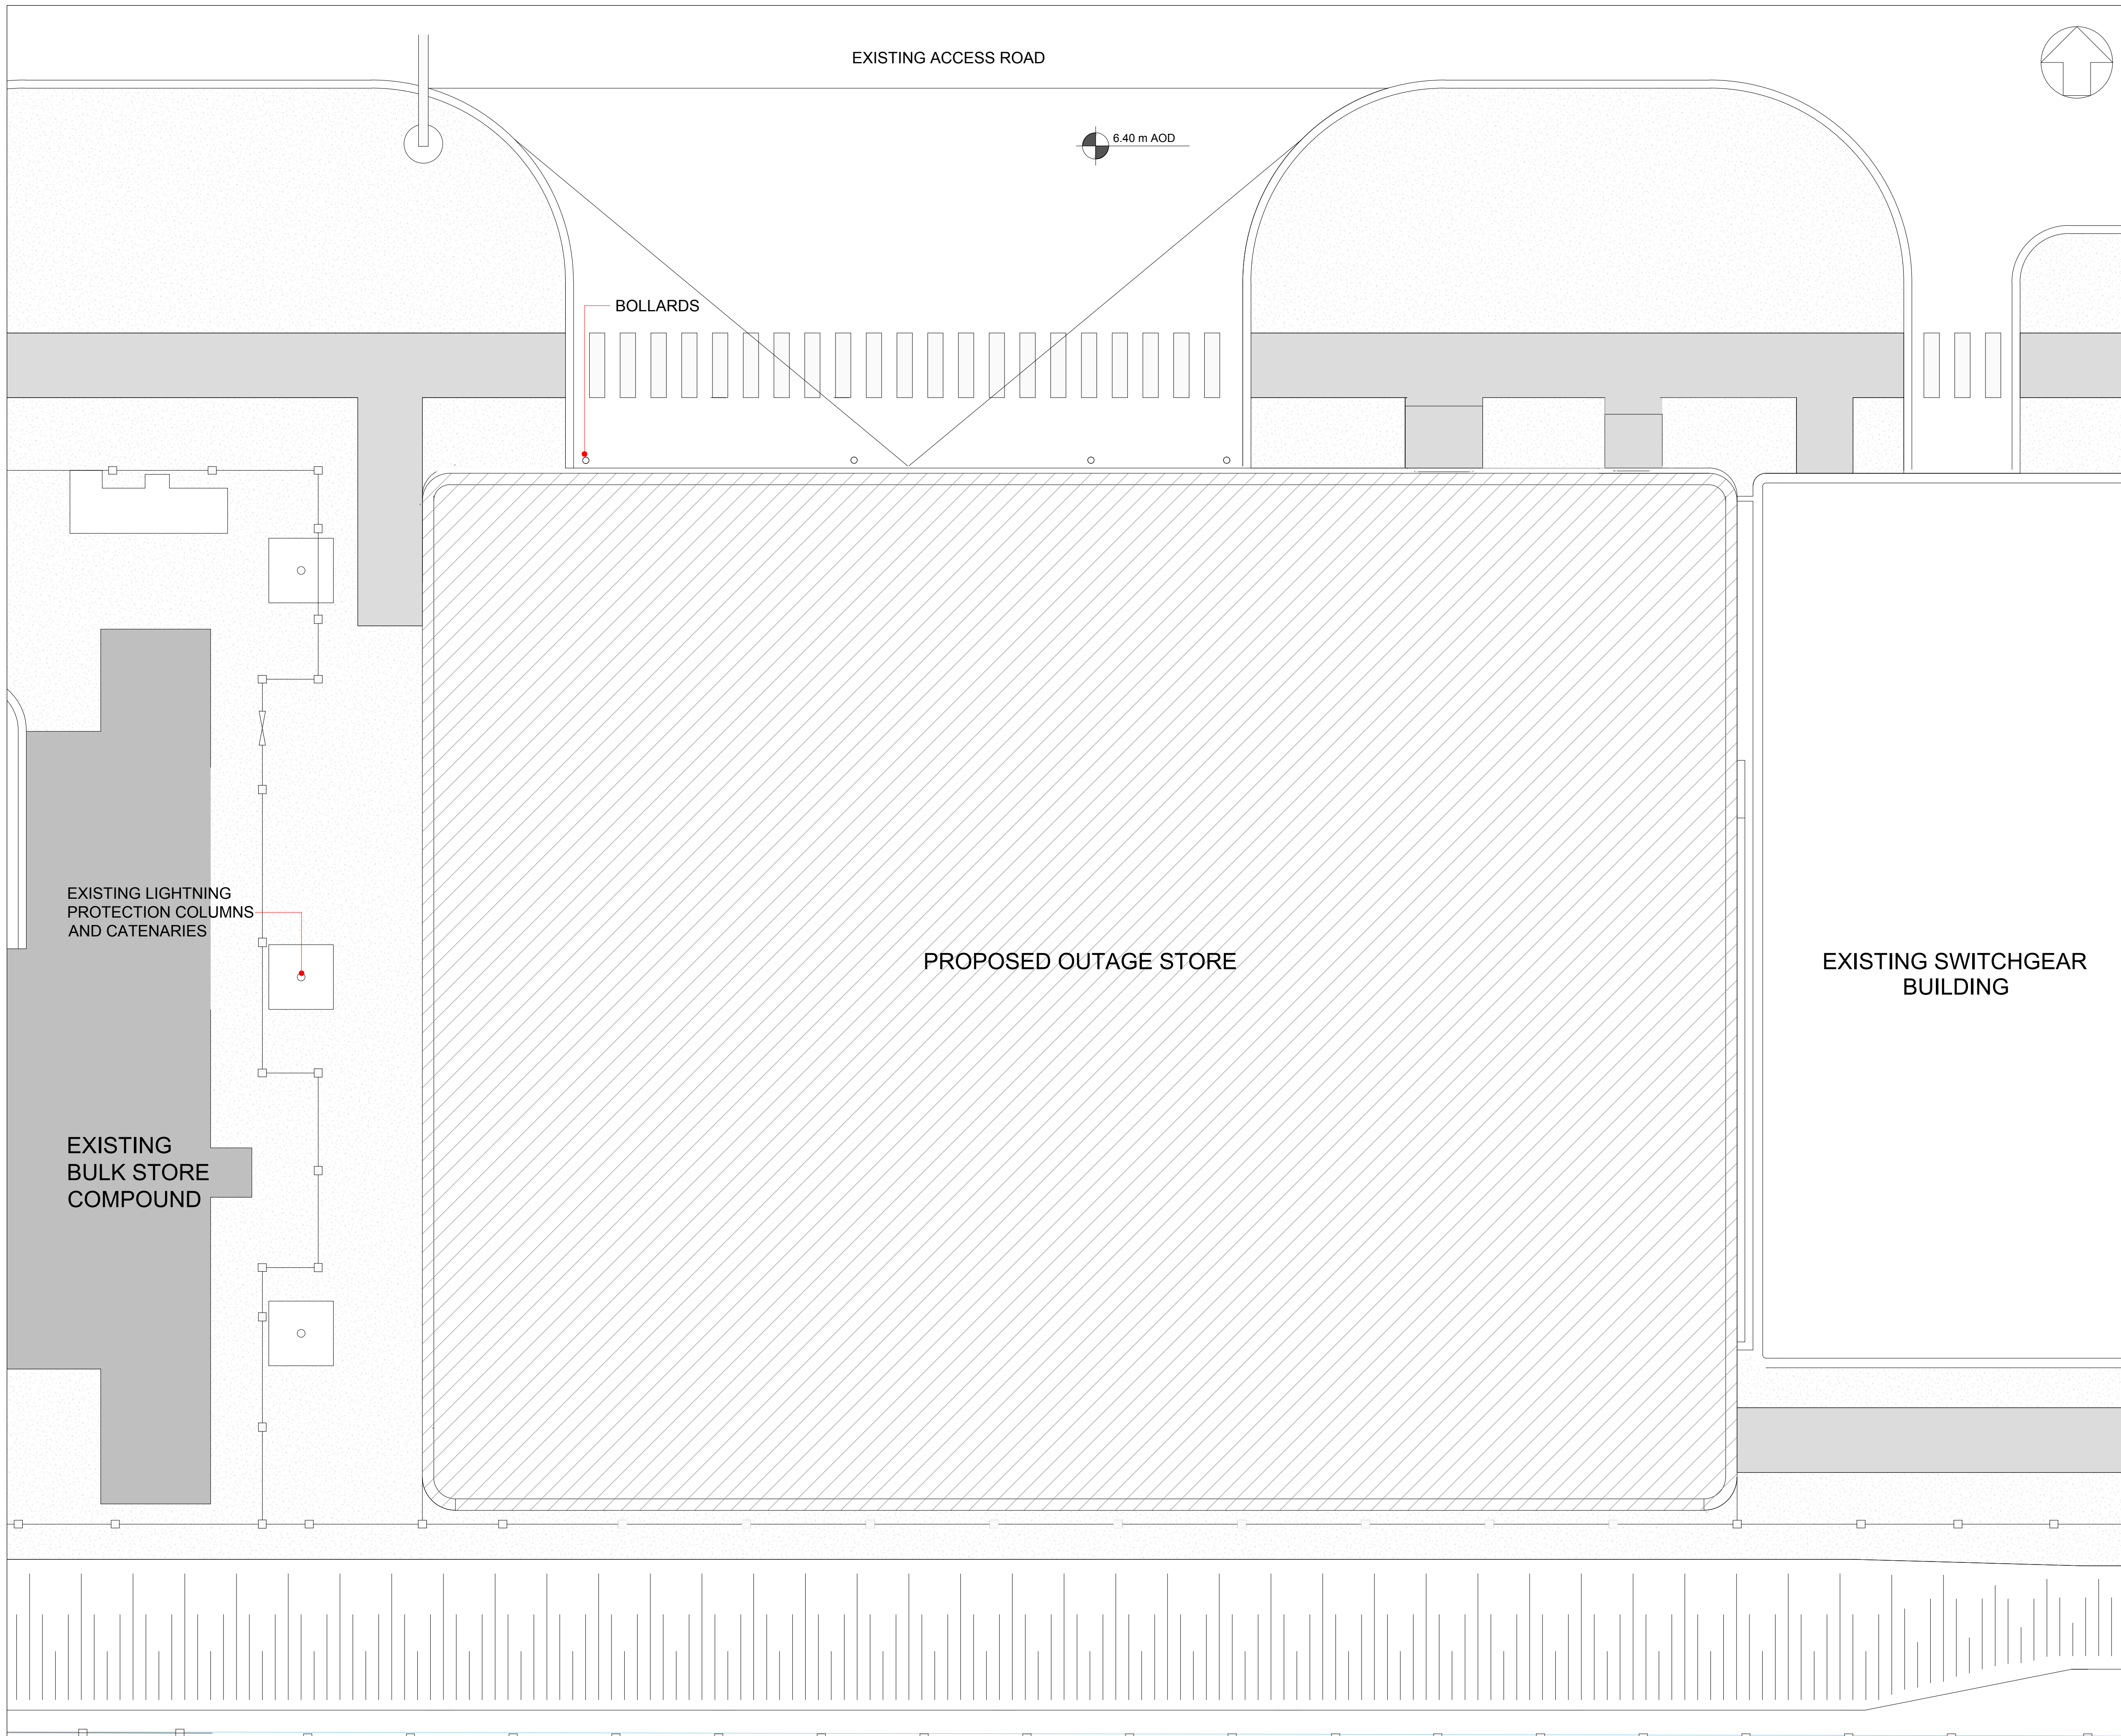 EXISTING ACCESS ROAD
6.40 m AOD
BOLLARDS
EXISTING LIGHTNING
PROTECTION COLUMNS
AND CATENARIES
PROPOSED OUTAGE STORE
EXISTING SWITCHGEAR
BUILDING
EXISTING
BULK STORE
COMPOUND